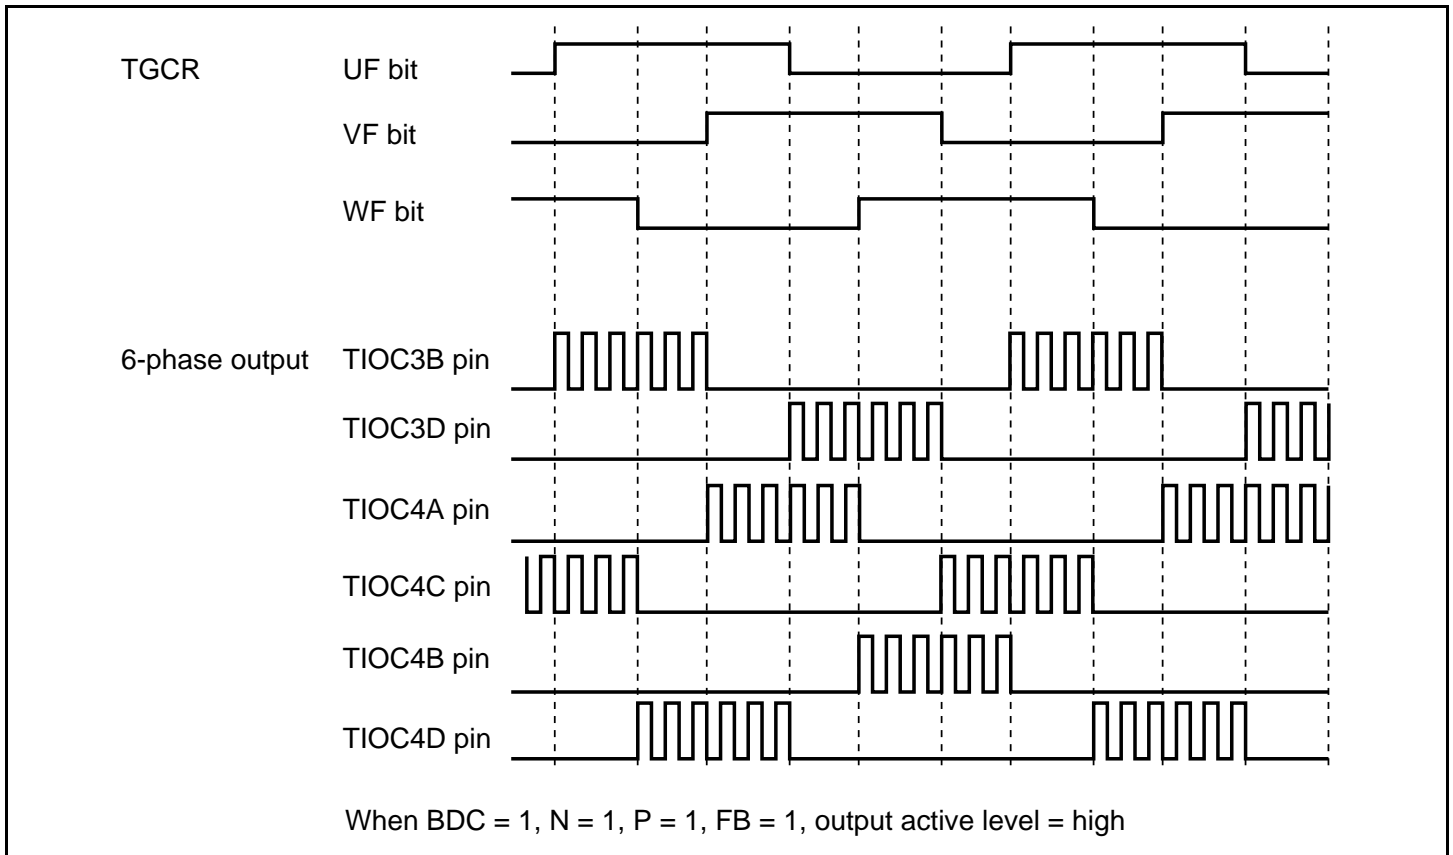 TGCR UF bit
VF bit
WF bit
6-phase output TIOC3B pin
TIOC3D pin
TIOC4A pin
TIOC4C pin
TIOC4B pin
TIOC4D pin
When BDC = 1, N = 1, P = 1, FB = 1, output active level = high